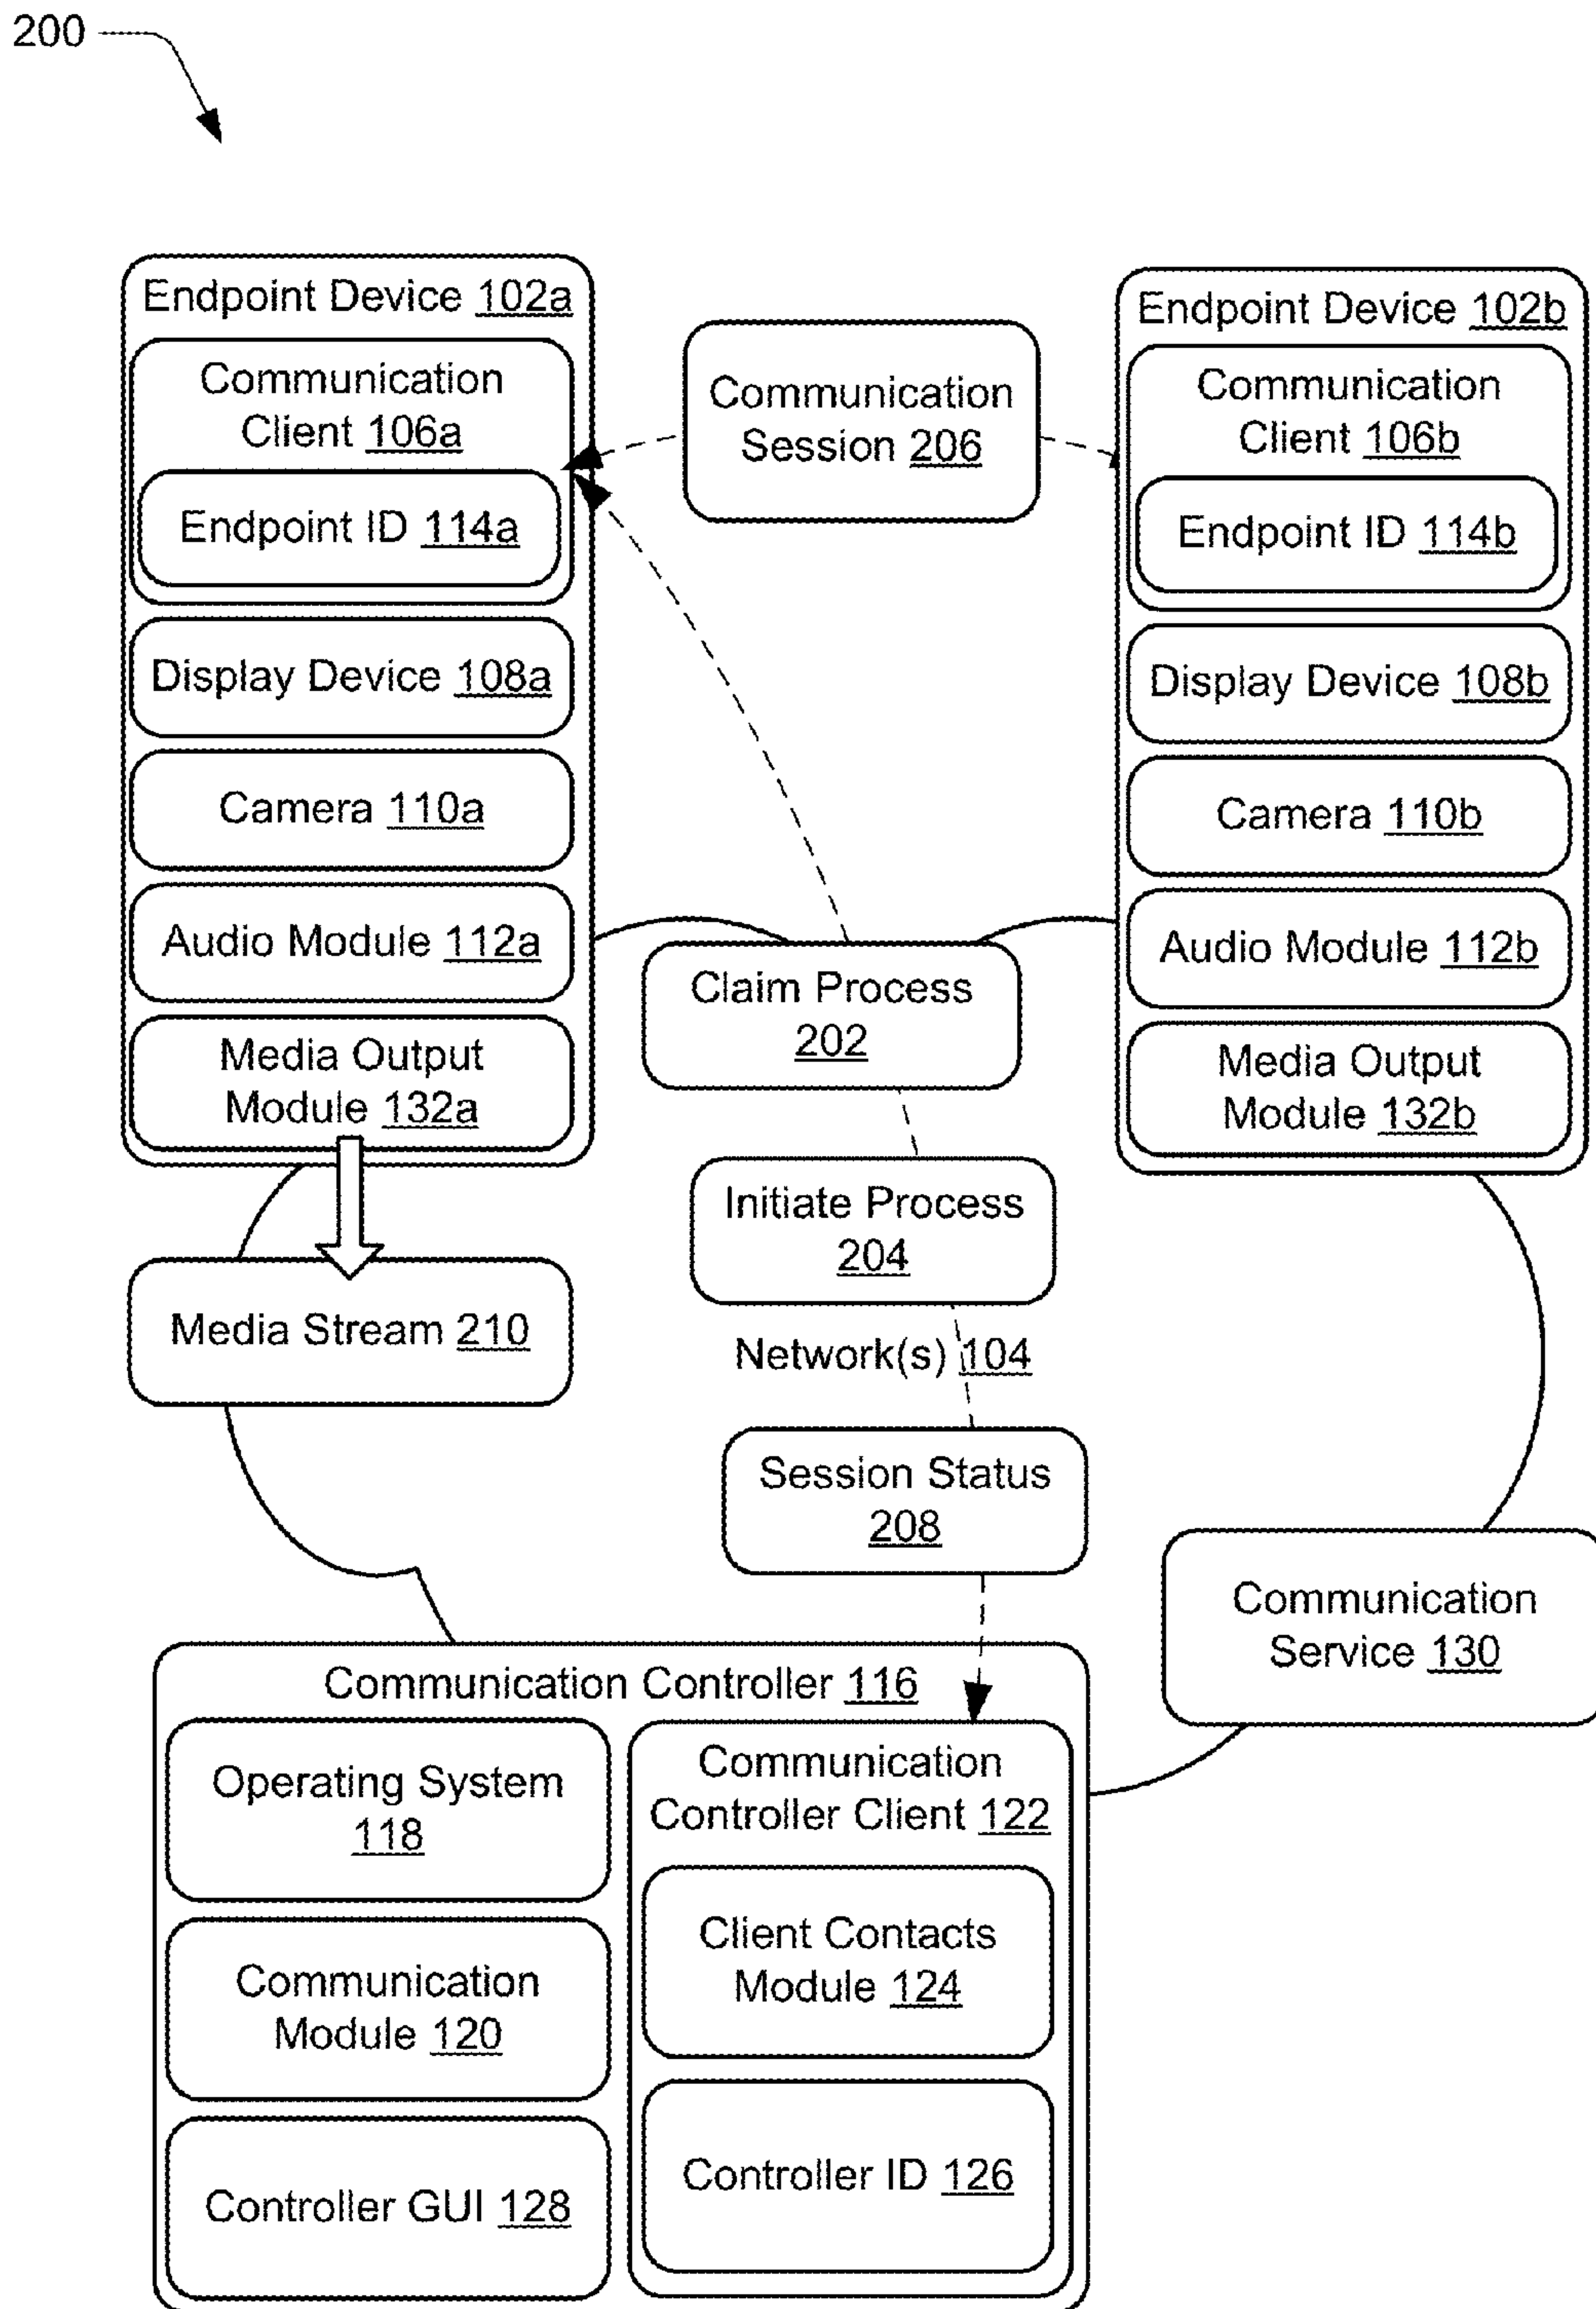 200
Endpoint Device 102a
Communication
Client 106a
Endpoint ID 114a
Display Device 108a
Camera 110a
Audio Module 112a
Media Output
Module 132a
Communication
Session 206
Endpoint Device 102b
Communication
Client 106b
Endpoint ID 114b
Display Device 108b
Camera 110b
Audio Module 112b
Media Output
Module 132b
Claim Process
202
Initiate Process
204
Media Stream 210
Network(s) 104
Session Status
208
Communication
Service 130
Communication Controller 116
Operating System
118
Communication
Module 120
Controller GUI 128
Communication
Controller Client 122
Client Contacts
Module 124
Controller ID 126